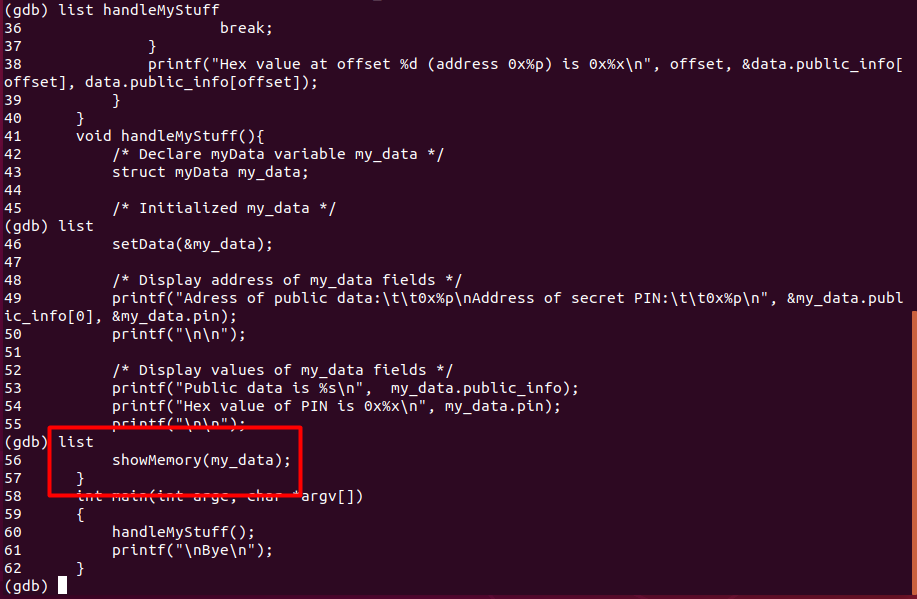 (gdb) list handleMyStuff
36                      break;
37              }
38              printf("Hex value at offset %d (address 0x%p) is 0x%x\n", offset, &data.public_info[
offset], data.public_info[offset]);
39          }
40      }
41      void handleMyStuff(){
42          /* Declare myData variable my_data */
43          struct myData my_data;
44
45          /* Initialized my_data */
(gdb) list
46          setData(&my_data);
47
48          /* Display address of my_data fields */
49          printf("Adress of public data:\t\t0x%p\nAddress of secret PIN:\t\t0x%p\n", &my_data.publ
ic_info[0], &my_data.pin);
50          printf("\n\n");
51
52          /* Display values of my_data fields */
53          printf("Public data is %s\n",  my_data.public_info);
54          printf("Hex value of PIN is 0x%x\n", my_data.pin);
55          printf("\n\n");
(gdb) list
56          showMemory(my_data);
57      }
58      int main(int argc, char *argv[])
59      {
60          handleMyStuff();
61          printf("\nBye\n");
62      }
(gdb)